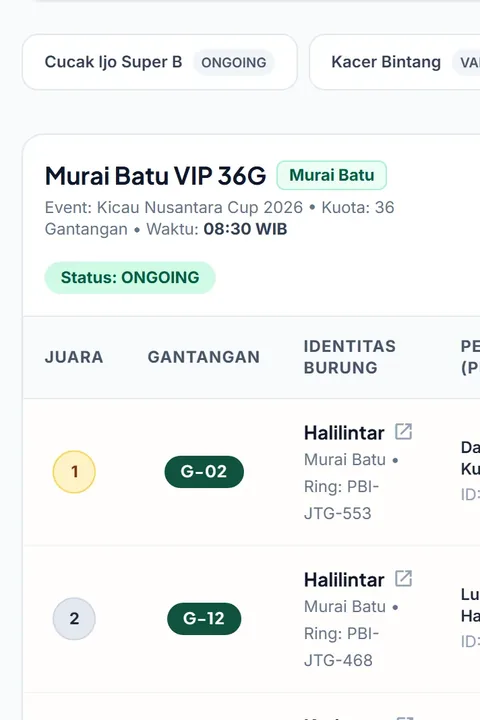 Cucak Ijo Super B ONGOING Kacer Bintang
Murai Batu VIP 36G Murai Batu
Event: Kicau Nusantara Cup 2026 • Kuota: 36
Gantangan • Waktu: 08:30 WIB
Status: ONGOING
JUARA GANTANGAN IDENTITAS
BURUNG
1 G-02 Halilintar
Murai Batu •
Ring: PBI-
JTG-553
ID:
2 G-12 Halilintar
Murai Batu •
Ring: PBI-
JTG-468
ID: